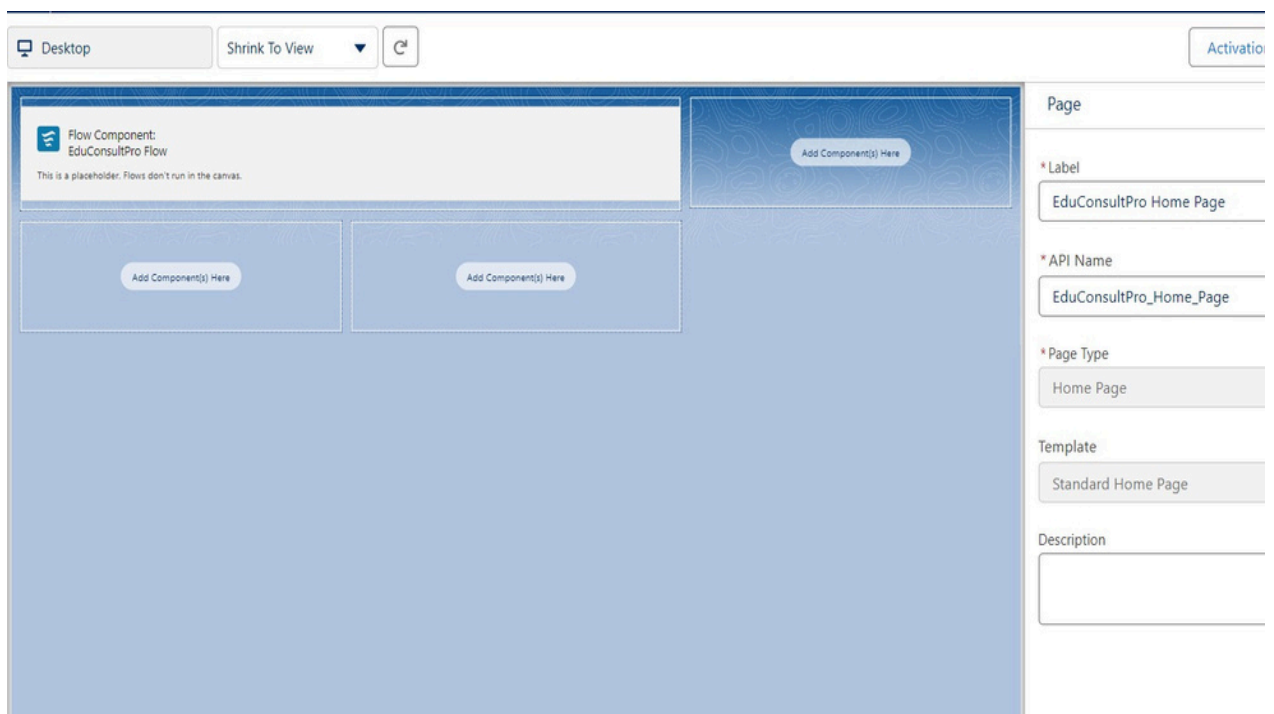 Desktop
Shrink To View
Activation
Flow Component:
EduConsultPro Flow
This is a placeholder. Flows don't run in the canvas.
Add Component(s) Here
Add Component(s) Here
Add Component(s) Here
Page
*Label
EduConsultPro Home Page
*API Name
EduConsultPro_Home_Page
*Page Type
Home Page
Template
Standard Home Page
Description